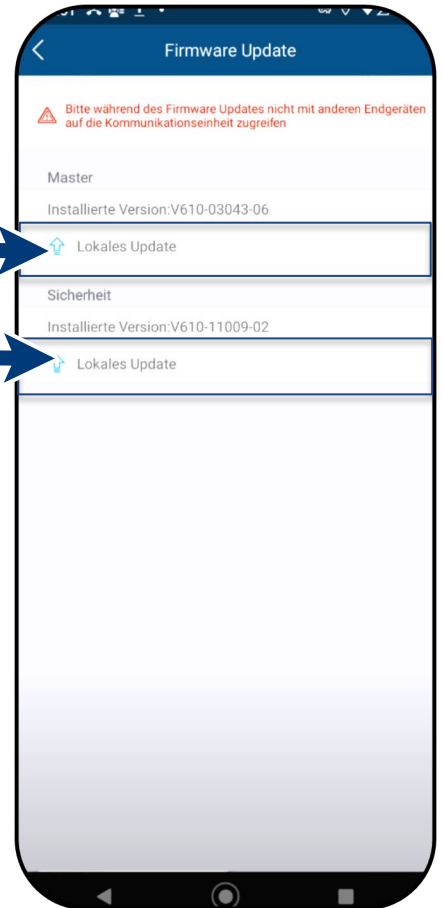 Firmware Update
Bitte während des Firmware Updates nicht mit anderen Endgeräten
auf die Kommunikationseinheit zugreifen
Master
Installierte Version:V610-03043-06
Lokales Update
Sicherheit
Installierte Version:V610-11009-02
Lokales Update